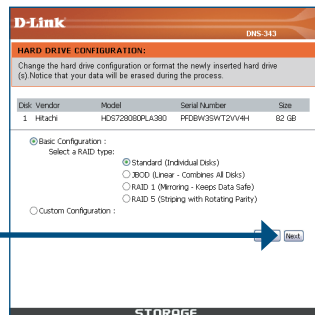 D-Link
DNS-343
HARD DRIVE CONFIGURATION:
Change the hard drive configuration or format the newly inserted hard drive
(s).Notice that your data will be erased during the process.
Disk Vendor Model Serial Number Size
1 Hitachi HDS728080PLA380 PFDBW3SWT2VV4H 82 GB
Basic Configuration :
Select a RAID type:
Standard (Individual Disks)
JBOD (Linear - Combines All Disks)
RAID 1 (Mirroring - Keeps Data Safe)
RAID 5 (Striping with Rotating Parity)
Custom Configuration :
Next
STORAGE